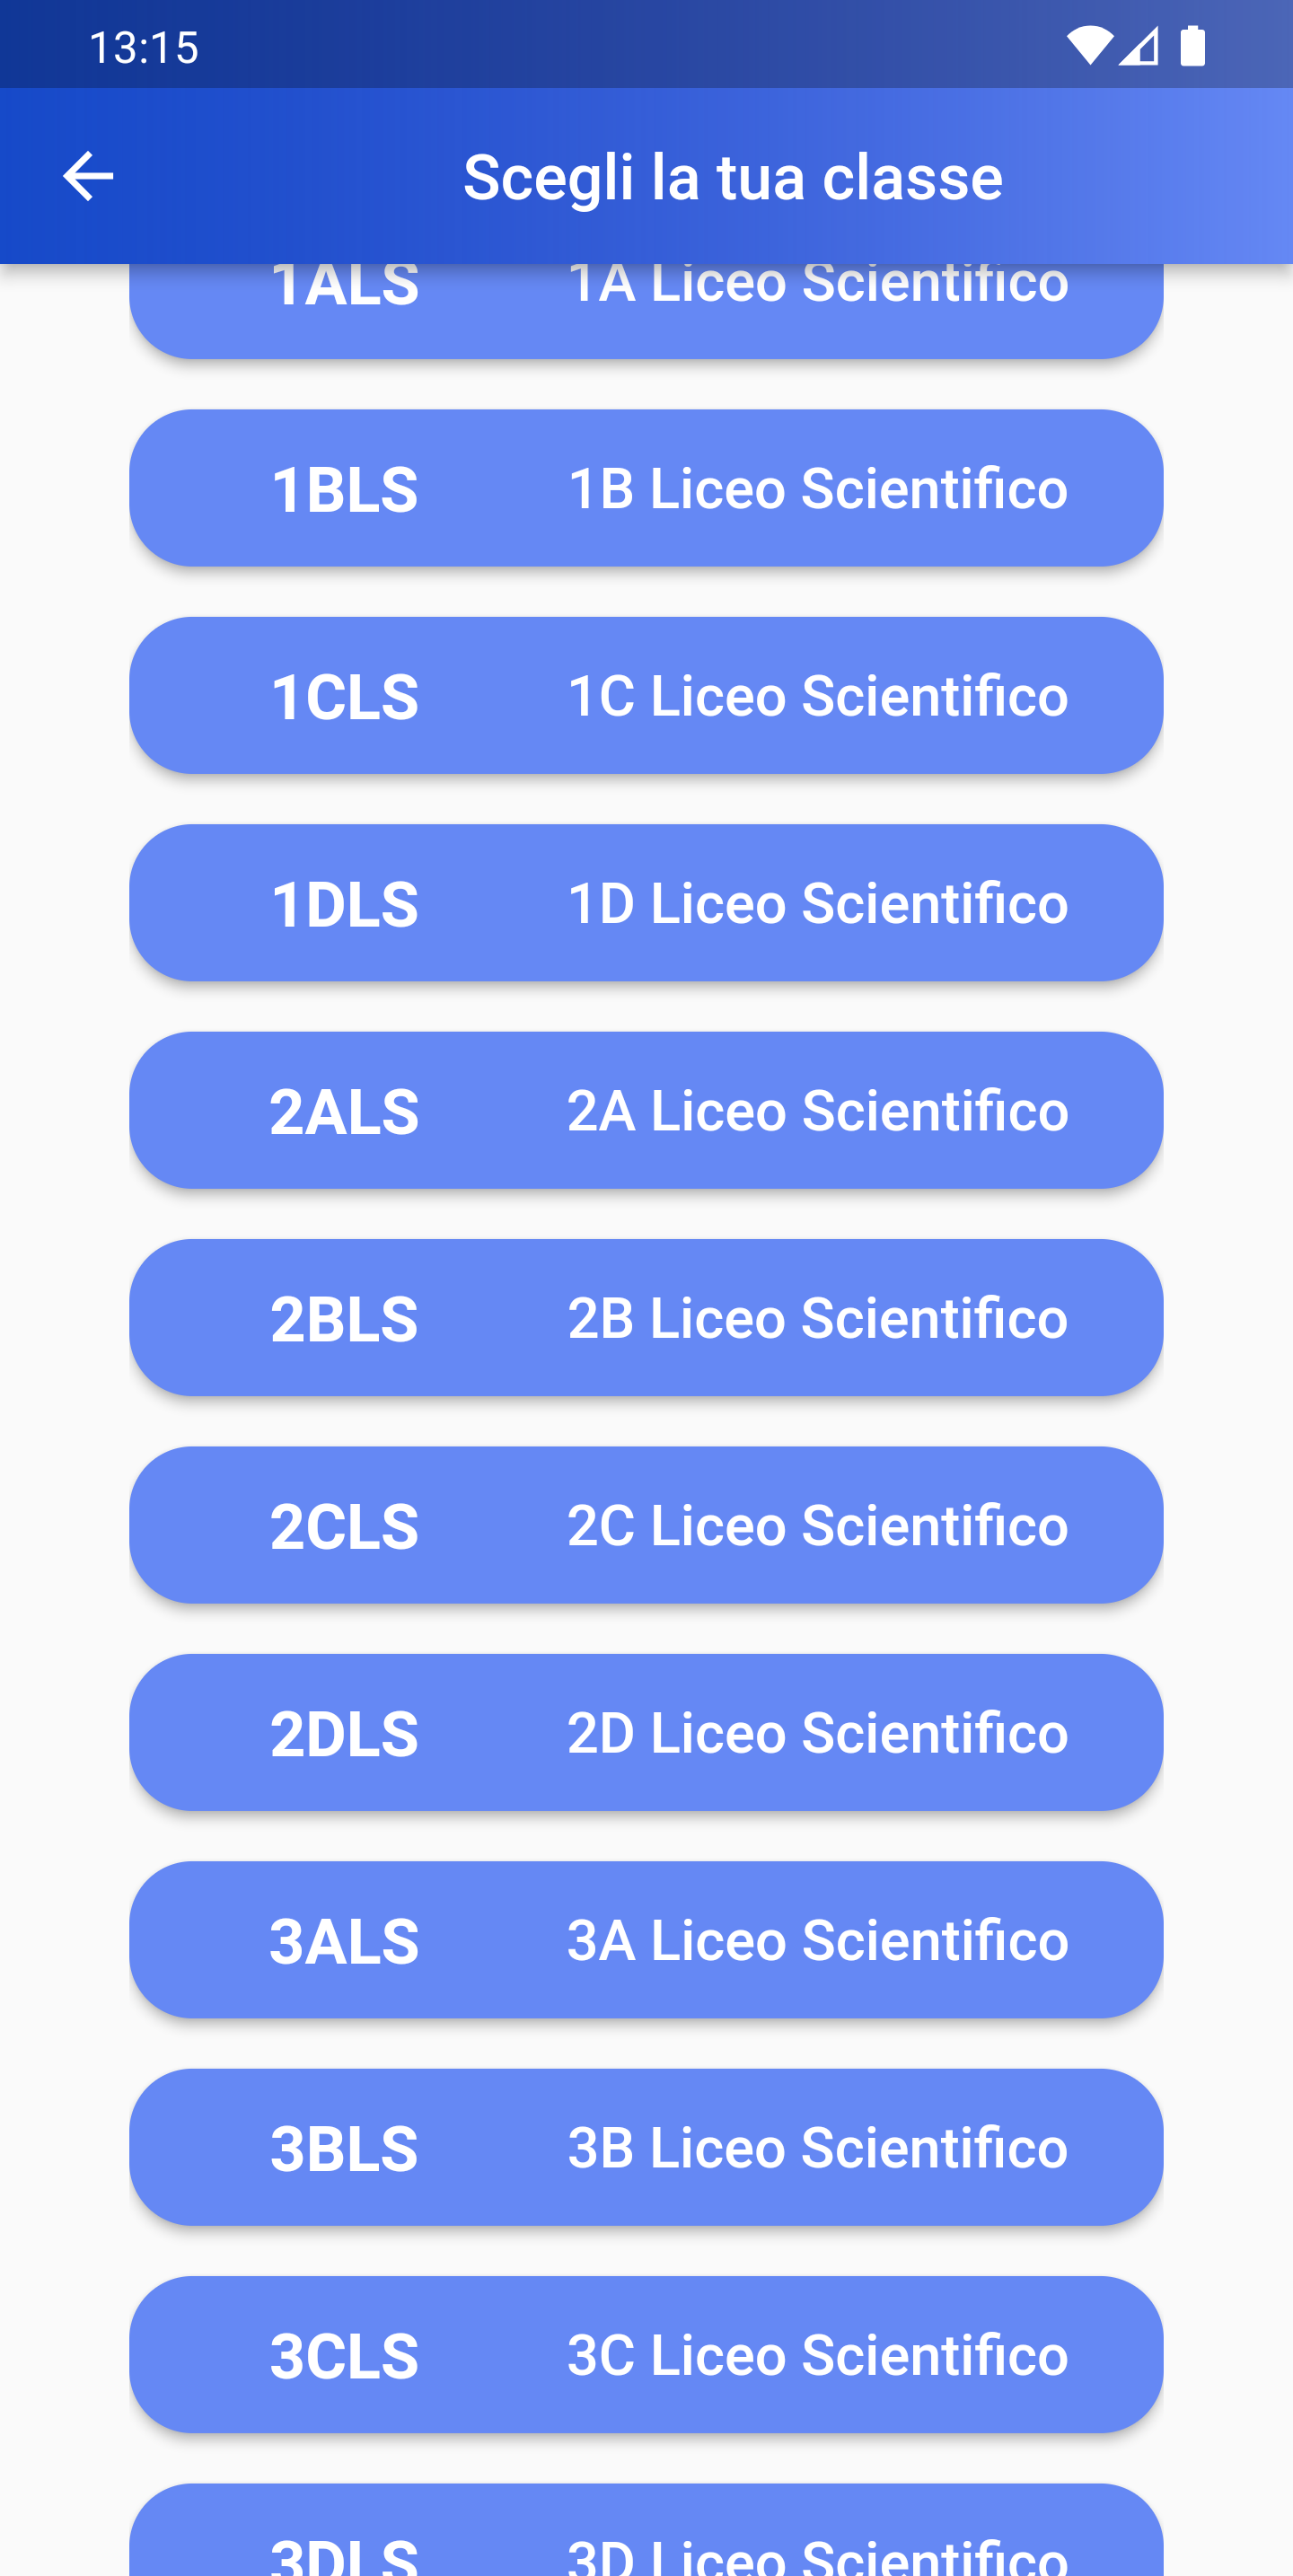 13:15
Scegli la tua classe
1ALS 1A Liceo Scientifico
1BLS 1B Liceo Scientifico
1CLS 1C Liceo Scientifico
1DLS 1D Liceo Scientifico
2ALS 2A Liceo Scientifico
2BLS 2B Liceo Scientifico
2CLS 2C Liceo Scientifico
2DLS 2D Liceo Scientifico
3ALS 3A Liceo Scientifico
3BLS 3B Liceo Scientifico
3CLS 3C Liceo Scientifico
3DLS 3D Liceo Scientifico